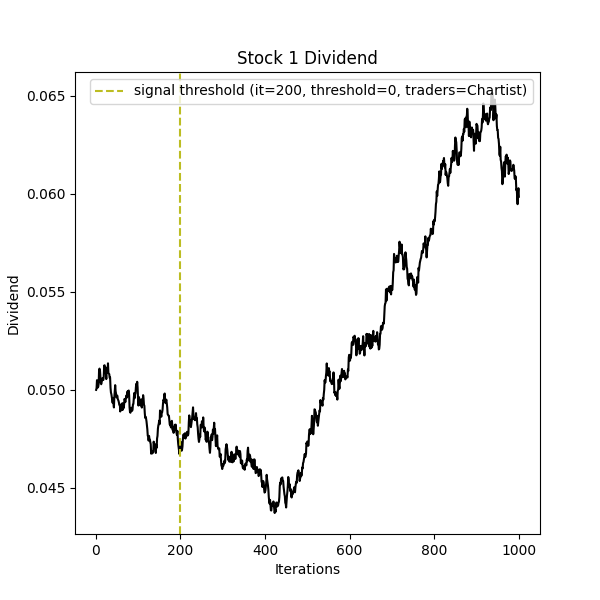 Stock 1 Dividend
signal threshold (it=200, threshold=0, traders=Chartist)
0.065
0.060
0.055
0.050
0.045
Dividend
0 200 400 600 800 1000
Iterations